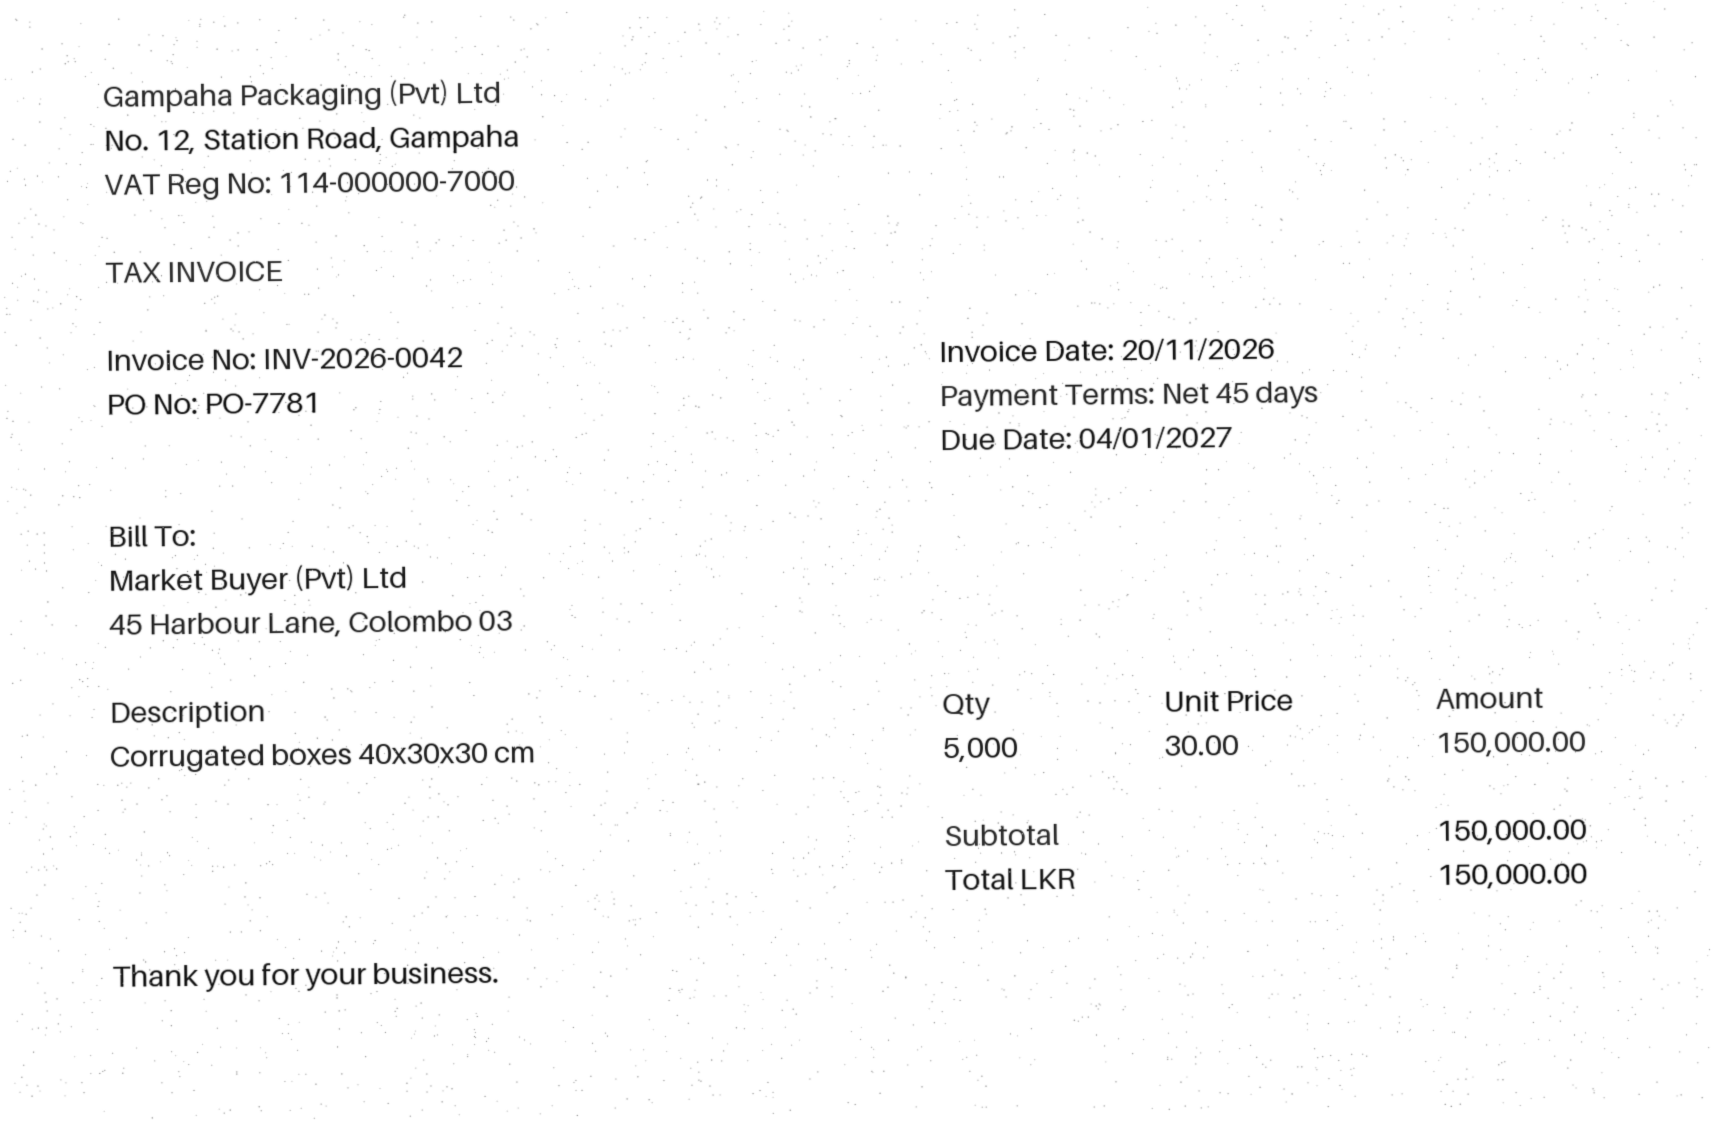 Gampaha Packaging (Pvt) Ltd
No. 12, Station Road, Gampaha
VAT Reg No: 114-000000-7000
TAX INVOICE
Invoice No: INV-2026-0042
PO No: PO-7781
Invoice Date: 20/11/2026
Payment Terms: Net 45 days
Due Date: 04/01/2027
Bill To:
Market Buyer (Pvt) Ltd
45 Harbour Lane, Colombo 03
Description Qty Unit Price Amount
Corrugated boxes 40x30x30 cm 5,000 30.00 150,000.00
Subtotal 150,000.00
Total LKR 150,000.00
Thank you for your business.